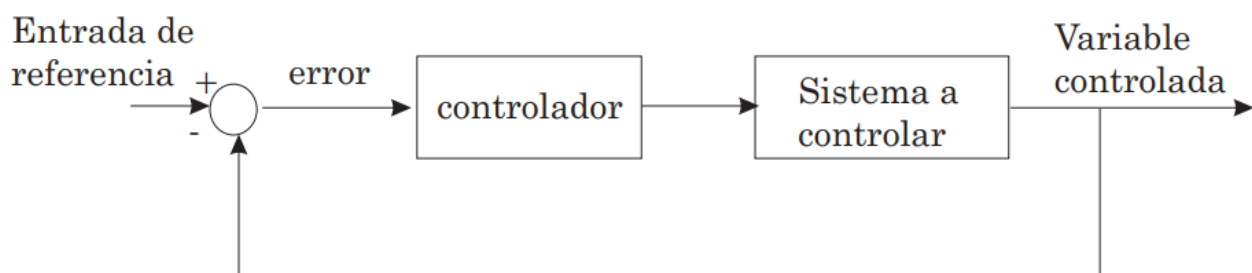 Entrada de
referencia
+
-
error
controlador
Sistema a
controlar
Variable
controlada